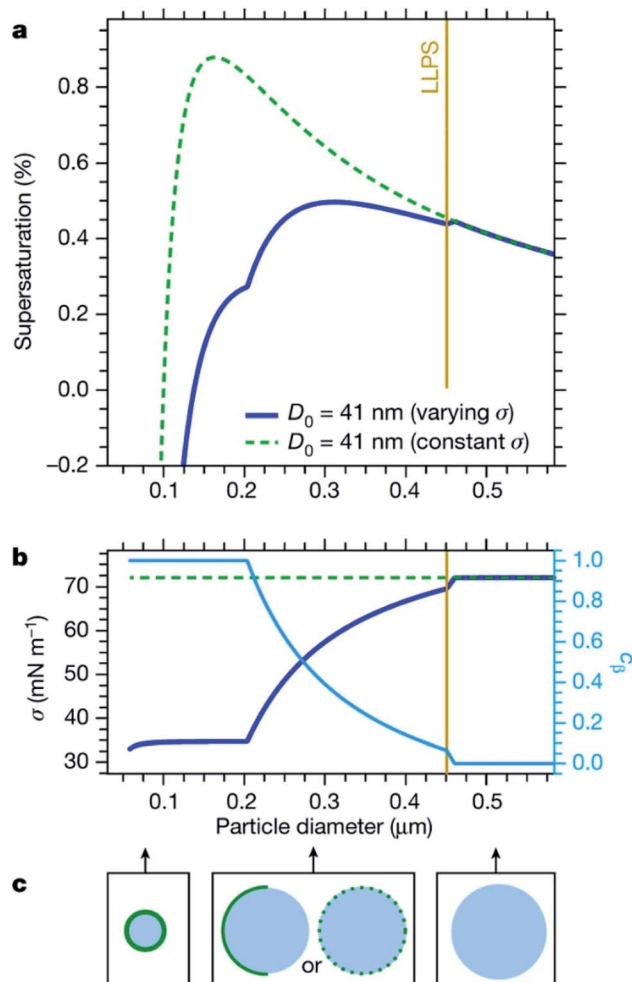 a
LLPS
Supersaturation (%)
0.8
0.6
0.4
0.2
0.0
−0.2
D0 = 41 nm (varying σ)
D0 = 41 nm (constant σ)
0.1 0.2 0.3 0.4 0.5
b
σ (mN m−1)
70
60
50
40
30
1.0
0.8
0.6
0.4
0.2
0.0
cβ
0.1 0.2 0.3 0.4 0.5
Particle diameter (μm)
c
or